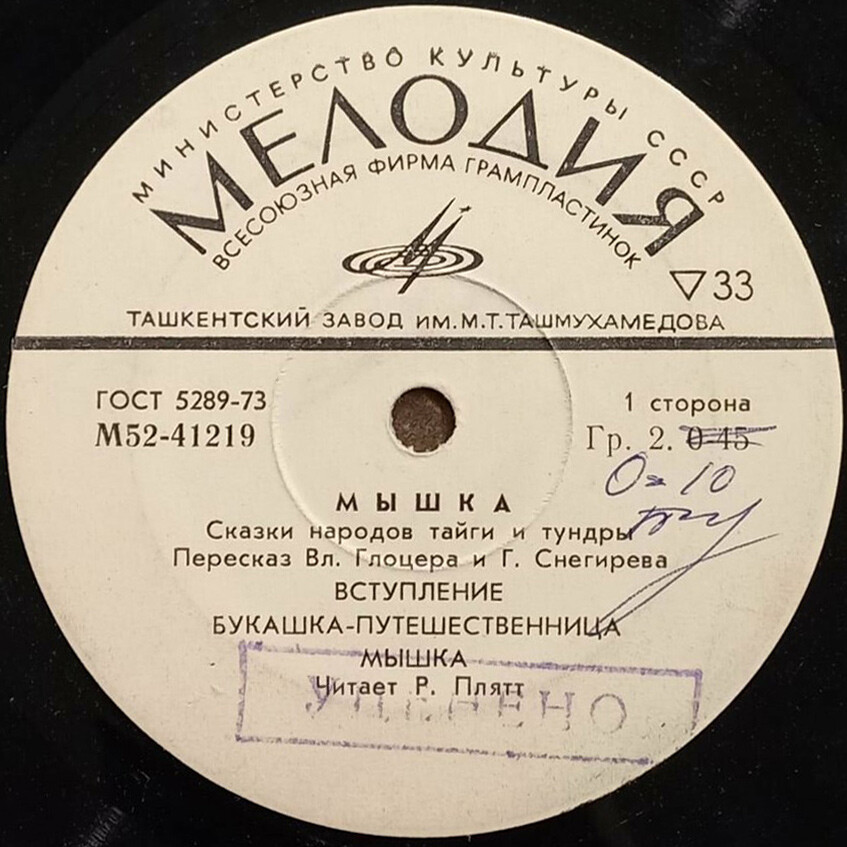 МИНИСТЕРСТВО КУЛЬТУРЫ СССР
МЕЛОДИЯ
ВСЕСОЮЗНАЯ ФИРМА ГРАМПЛАСТИНОК
33
ТАШКЕНТСКИЙ ЗАВОД ИМ. М.Т. ТАШМУХАМЕДОВА
ГОСТ 5289-73
М52-41219
1 сторона
Гр. 2. 0-45
0=10
МЫШКА
Сказки народов тайги и тундры
Пересказ Вл. Глоцера и Г. Снегирева
ВСТУПЛЕНИЕ
БУКАШКА-ПУТЕШЕСТВЕННИЦА
МЫШКА
Читает Р. Плятт
УЦЕНЕНО